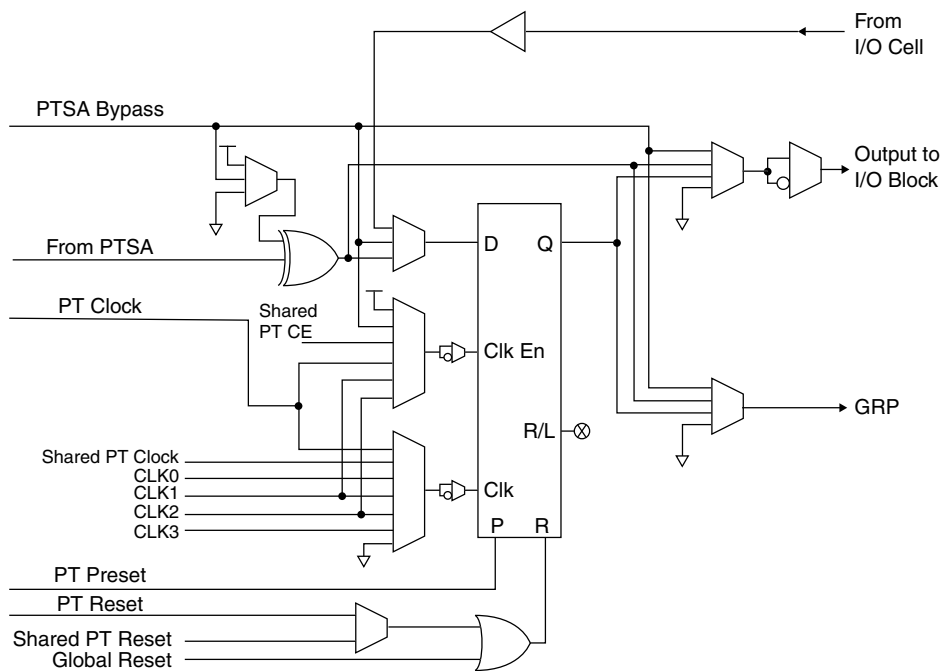 From
I/O Cell
PTSA Bypass
Output to
I/O Block
From PTSA
D
Q
PT Clock
Shared
PT CE
Clk En
GRP
R/L
Shared PT Clock
CLK0
CLK1
CLK2
CLK3
Clk
P
R
PT Preset
PT Reset
Shared PT Reset
Global Reset